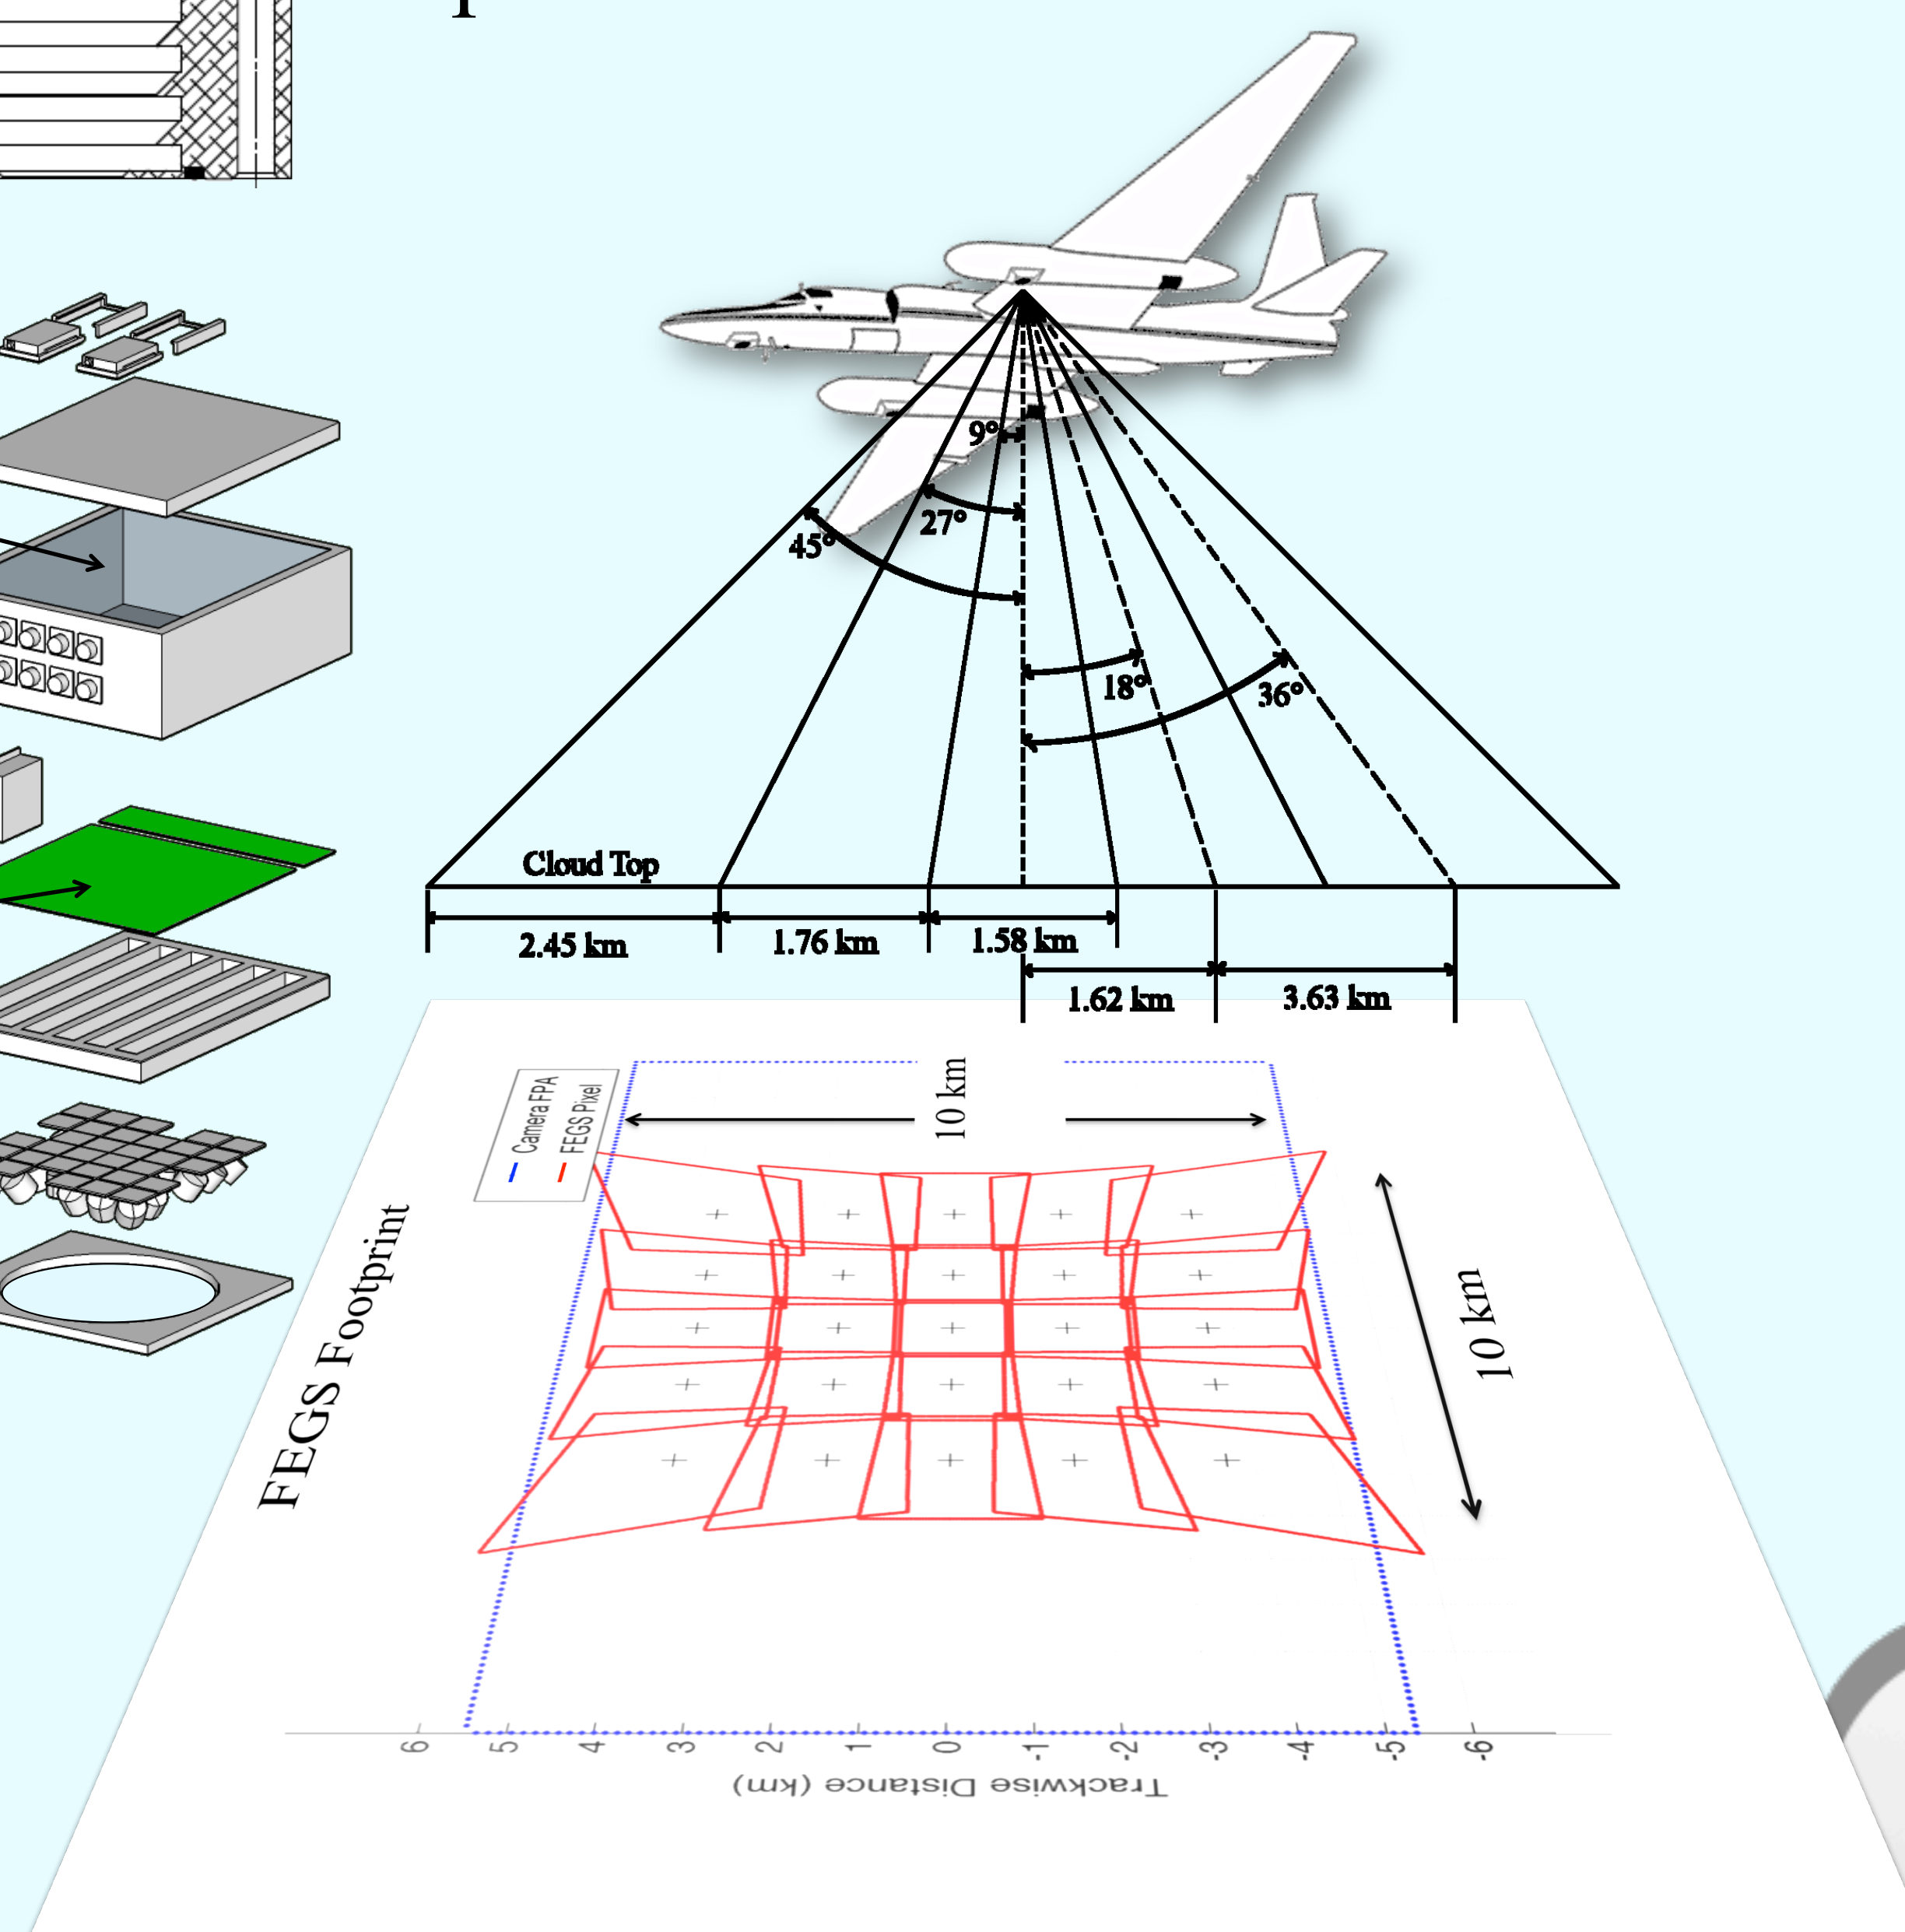 9°
27°
45°
18°
36°
Cloud Top
2.45 km
1.76 km
1.58 km
1.62 km
3.63 km
10 km
Camera FPA
FEGS Pixel
FEGS Footprint
10 km
6 5 4 3 2 1 0 -1 -2 -3 -4 -5 -6
Trackwise Distance (km)